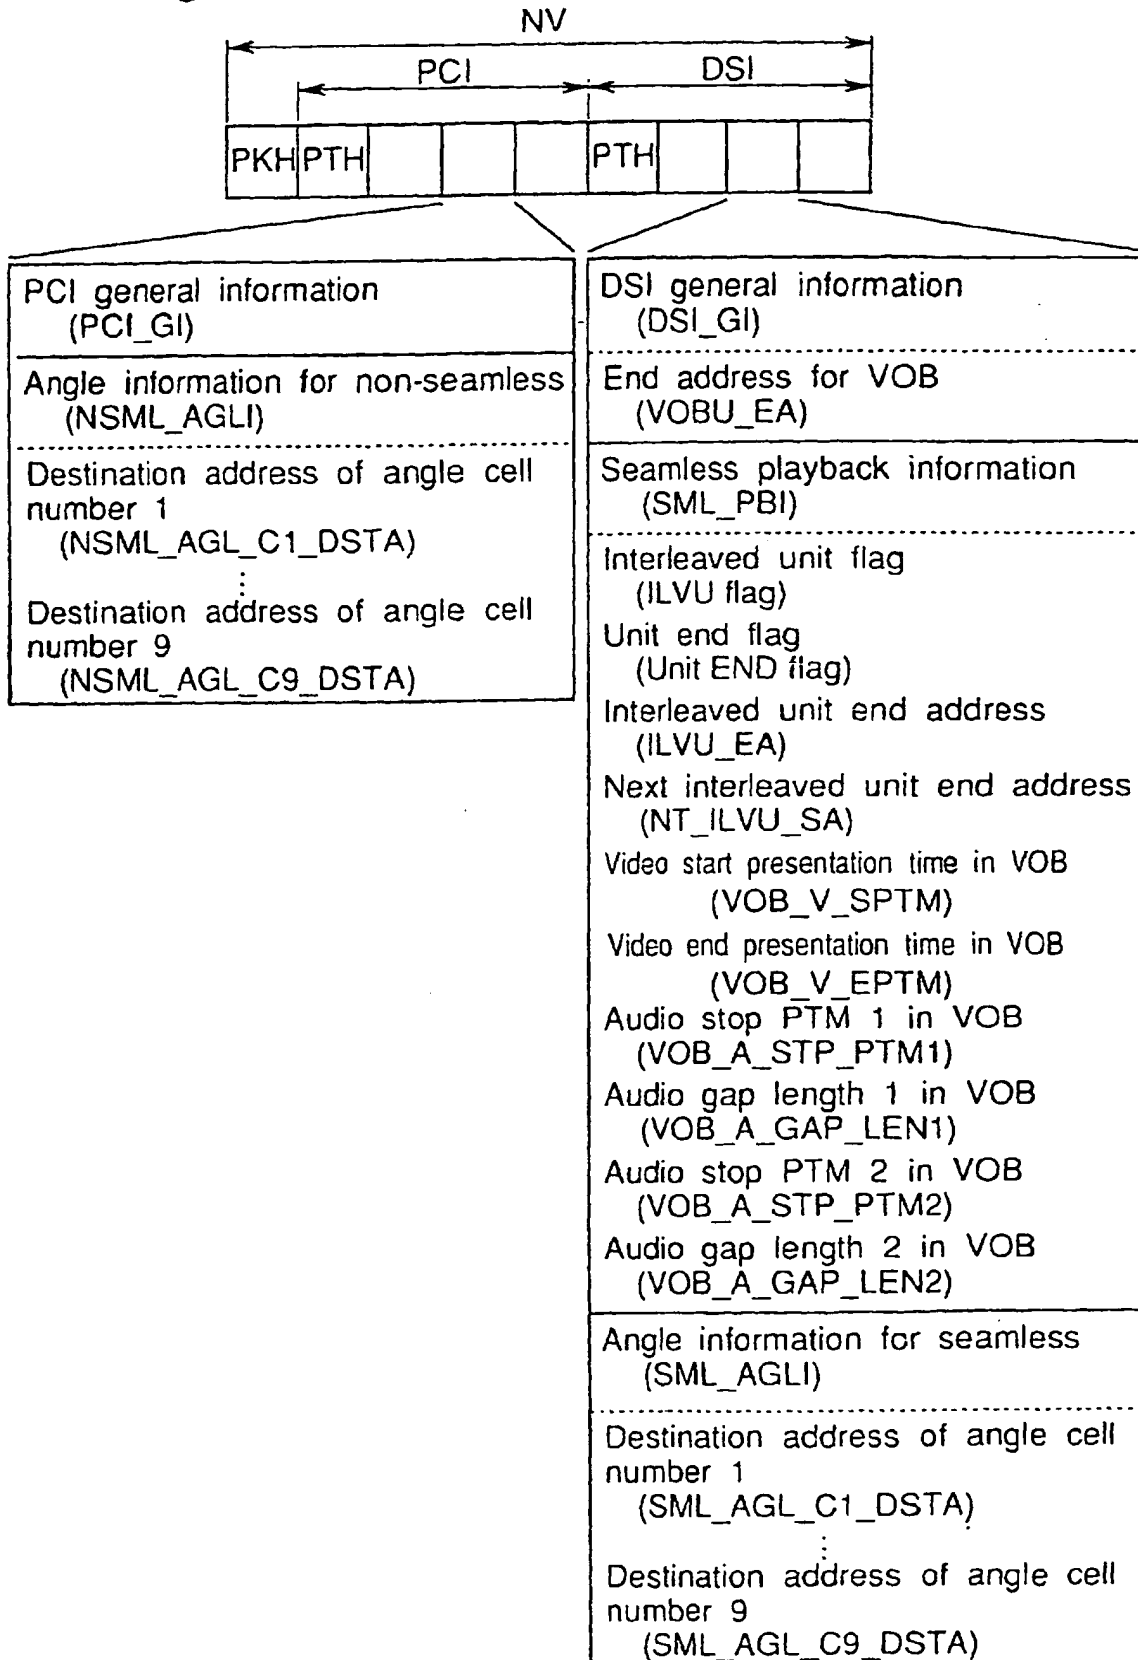 NV
PCI
DSI
PKH PTH PTH
PCI general information
(PCI_GI)
Angle information for non-seamless
(NSML_AGLI)
Destination address of angle cell
number 1
(NSML_AGL_C1_DSTA)
⋮
Destination address of angle cell
number 9
(NSML_AGL_C9_DSTA)
DSI general information
(DSI_GI)
End address for VOB
(VOBU_EA)
Seamless playback information
(SML_PBI)
Interleaved unit flag
(ILVU flag)
Unit end flag
(Unit END flag)
Interleaved unit end address
(ILVU_EA)
Next interleaved unit end address
(NT_ILVU_SA)
Video start presentation time in VOB
(VOB_V_SPTM)
Video end presentation time in VOB
(VOB_V_EPTM)
Audio stop PTM 1 in VOB
(VOB_A_STP_PTM1)
Audio gap length 1 in VOB
(VOB_A_GAP_LEN1)
Audio stop PTM 2 in VOB
(VOB_A_STP_PTM2)
Audio gap length 2 in VOB
(VOB_A_GAP_LEN2)
Angle information for seamless
(SML_AGLI)
Destination address of angle cell
number 1
(SML_AGL_C1_DSTA)
⋮
Destination address of angle cell
number 9
(SML_AGL_C9_DSTA)